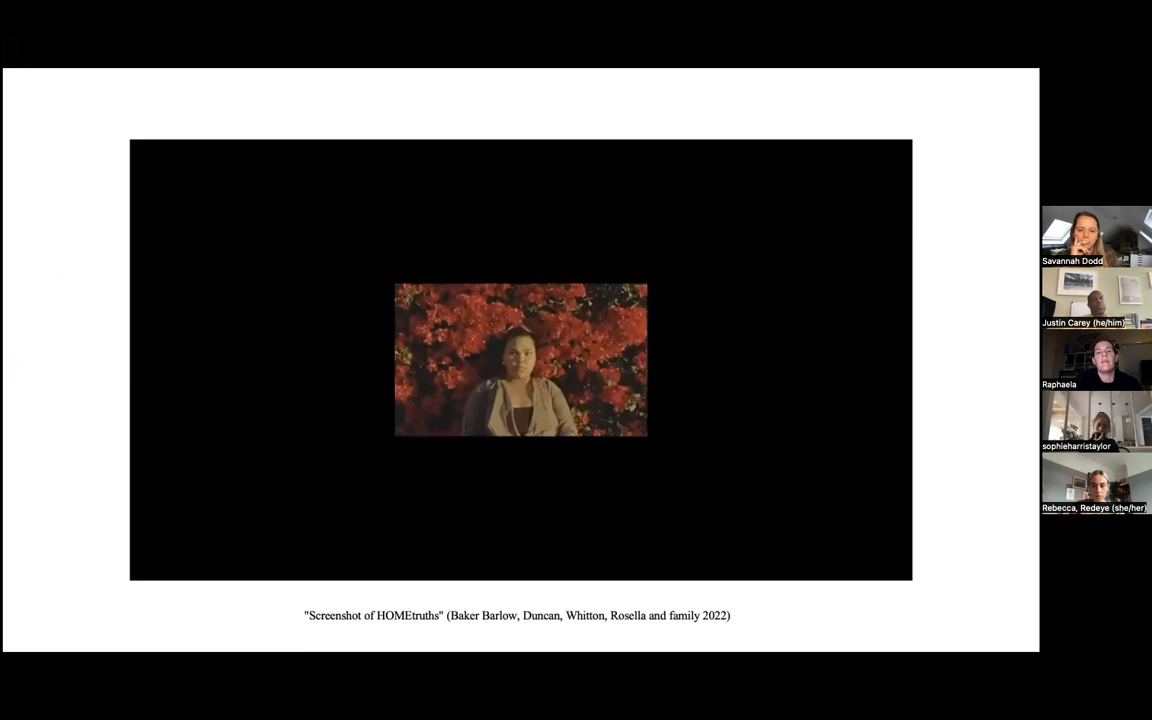 Savannah Dodd
Justin Carey (he/him)
Raphaela
sophieharristaylor
Rebecca, Redeye (she/her)
"Screenshot of HOMEtruths" (Baker Barlow, Duncan, Whitton, Rosella and family 2022)